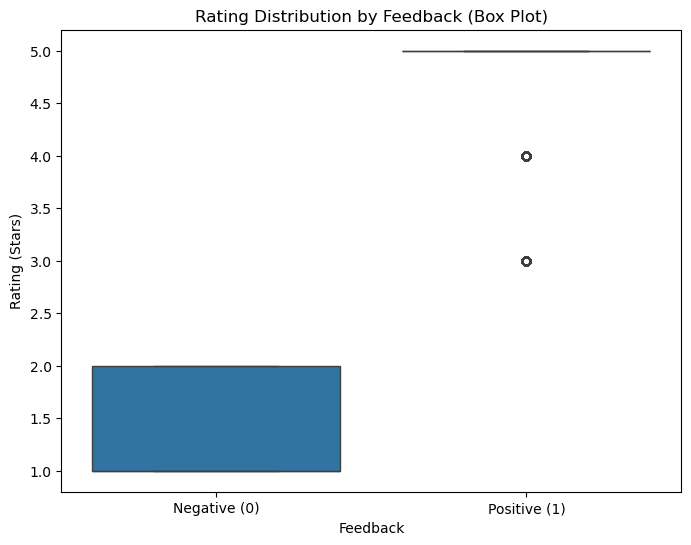 Rating Distribution by Feedback (Box Plot)
Rating (Stars)
5.0
4.5
4.0
3.5
3.0
2.5
2.0
1.5
1.0
Negative (0) Positive (1)
Feedback